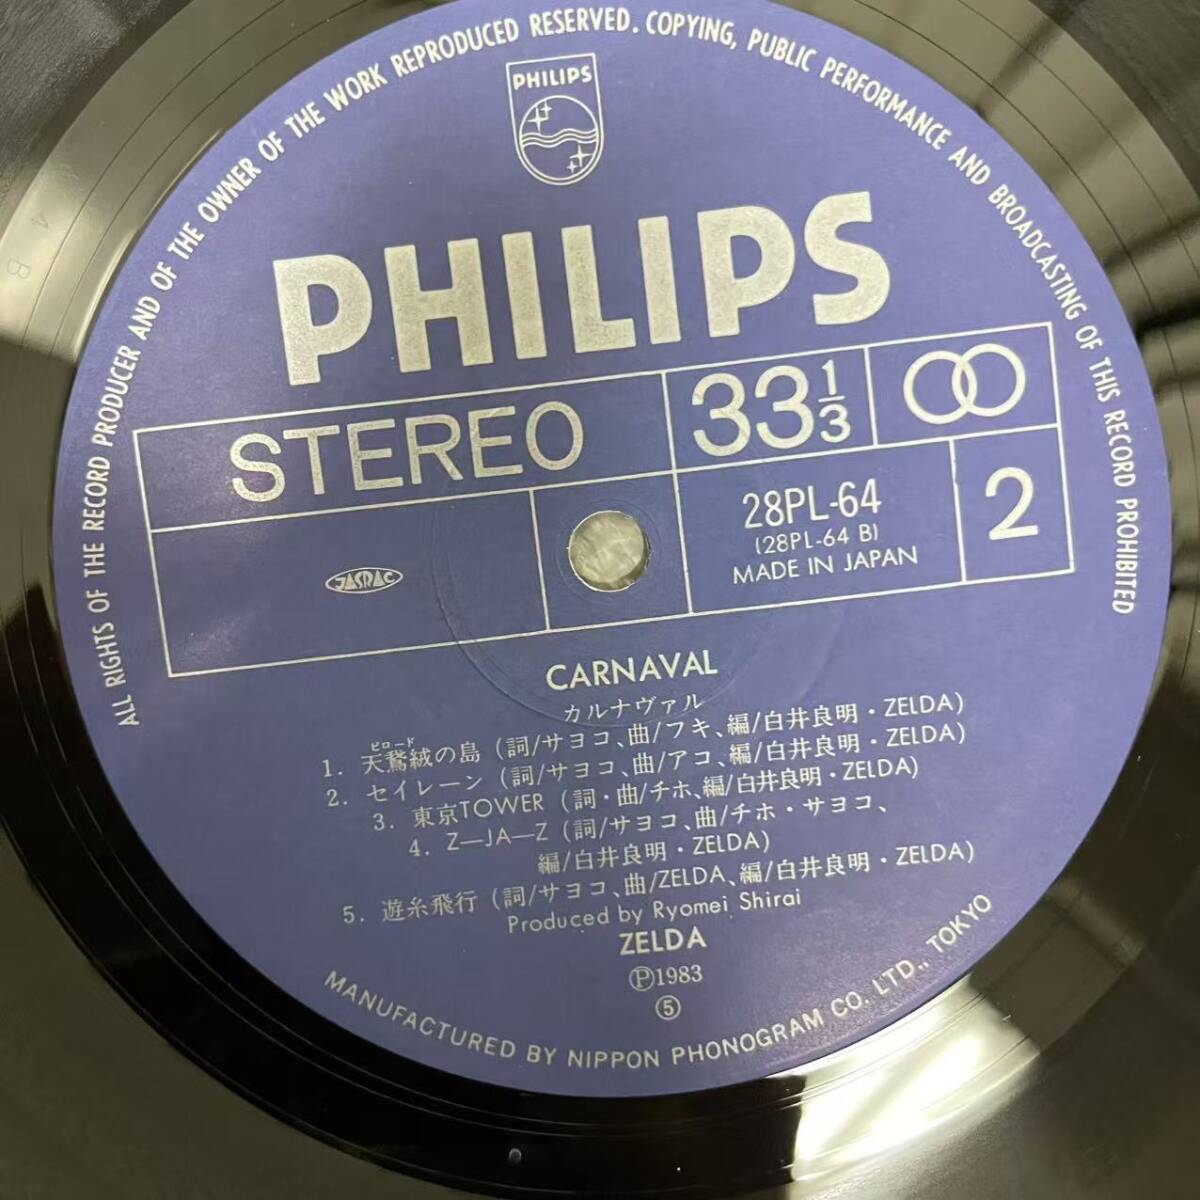 ALL RIGHTS OF THE RECORD PRODUCER AND OF THE OWNER OF THE WORK REPRODUCED RESERVED. COPYING, PUBLIC PERFORMANCE AND BROADCASTING OF THIS RECORD PROHIBITED
PHILIPS
PHILIPS
STEREO
33 1/3
28PL-64
(28PL-64 B)
MADE IN JAPAN
2
JASRAC
CARNAVAL
カルナヴァル
ビロード
1. 天鵞絨の島 (詞/サヨコ、曲/フキ、編/白井良明・ZELDA)
2. セイレーン (詞/サヨコ、曲/アコ、編/白井良明・ZELDA)
3. 東京TOWER (詞・曲/チホ、編/白井良明・ZELDA)
4. Z—JA—Z (詞/サヨコ、曲/チホ・サヨコ、
編/白井良明・ZELDA)
5. 遊糸飛行 (詞/サヨコ、曲/ZELDA、編/白井良明・ZELDA)
Produced by Ryomei Shirai
ZELDA
Ⓟ1983
⑤
MANUFACTURED BY NIPPON PHONOGRAM CO. LTD., TOKYO
4 B